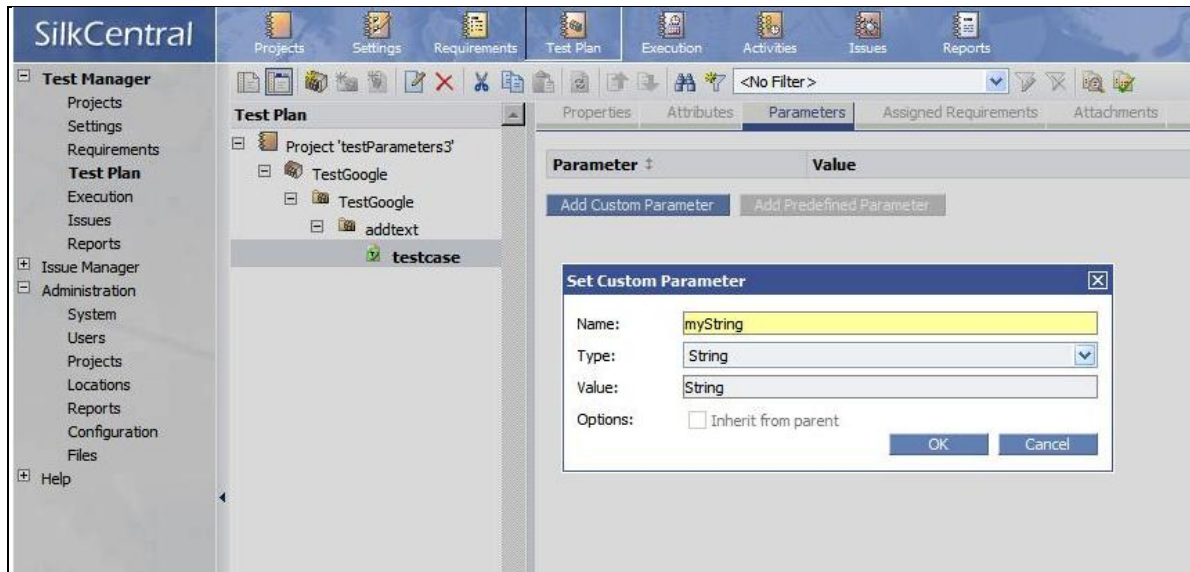 SilkCentral
Projects
Settings
Requirements
Test Plan
Execution
Activities
Issues
Reports
Test Manager
Projects
Settings
Requirements
Test Plan
Execution
Issues
Reports
Issue Manager
Administration
System
Users
Projects
Locations
Reports
Configuration
Files
Help
<No Filter>
Test Plan
Project 'testParameters3'
TestGoogle
TestGoogle
addtext
testcase
Properties Attributes Parameters Assigned Requirements Attachments
Parameter Value
Add Custom Parameter Add Predefined Parameter
Set Custom Parameter
Name: myString
Type: String
Value: String
Options: Inherit from parent
OK Cancel